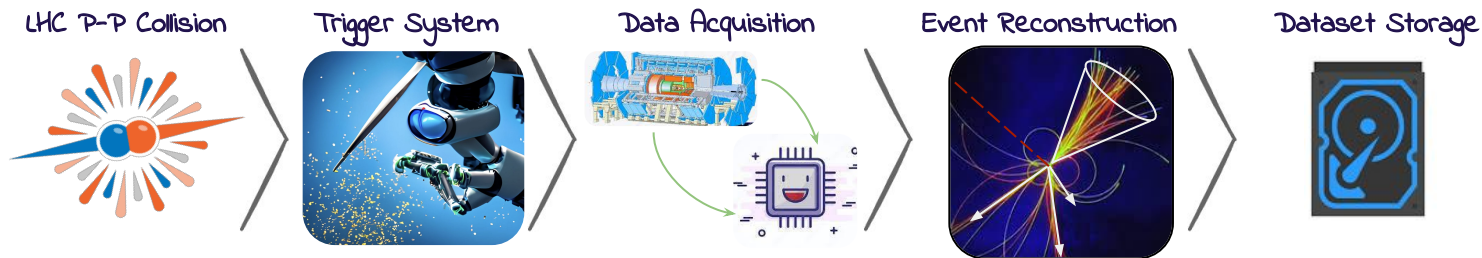 LHC P-P Collision
Trigger System
Data Acquisition
Event Reconstruction
Dataset Storage